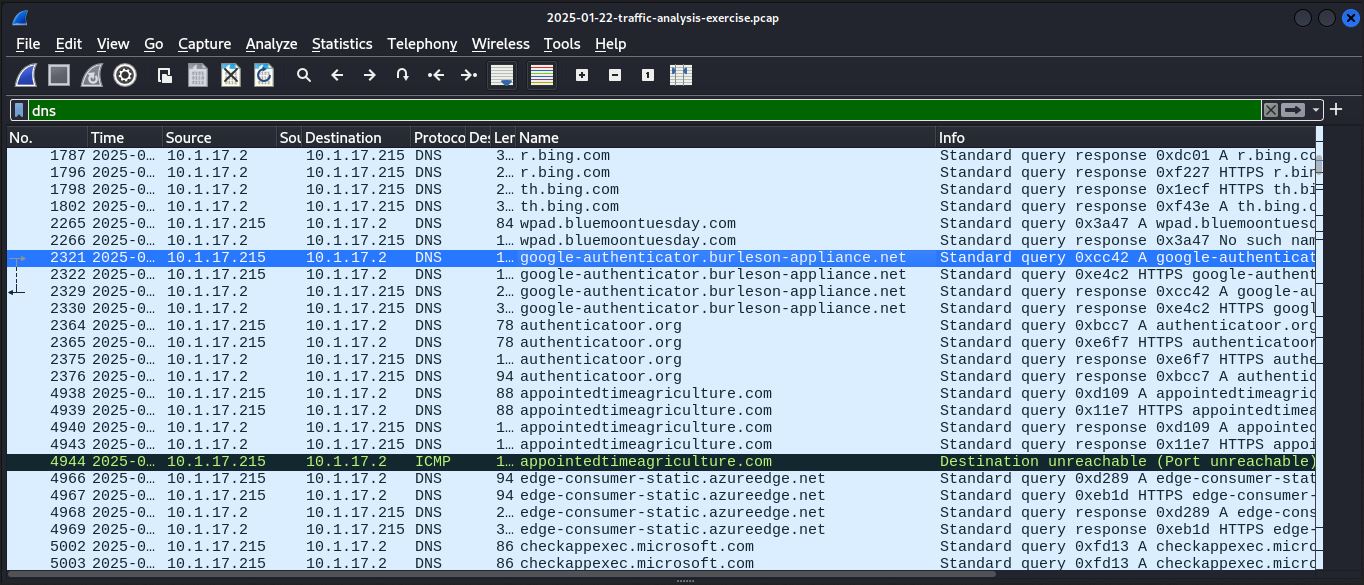 2025-01-22-traffic-analysis-exercise.pcap
File Edit View Go Capture Analyze Statistics Telephony Wireless Tools Help
dns
No. Time Source Sou Destination Protoco Des Ler Name Info
1787 2025-0… 10.1.17.2 10.1.17.215 DNS 3… r.bing.com Standard query response 0xdc01 A r.bing.co
1796 2025-0… 10.1.17.2 10.1.17.215 DNS 2… r.bing.com Standard query response 0xf227 HTTPS r.bin
1798 2025-0… 10.1.17.2 10.1.17.215 DNS 2… th.bing.com Standard query response 0x1ecf HTTPS th.bi
1802 2025-0… 10.1.17.2 10.1.17.215 DNS 3… th.bing.com Standard query response 0xf43e A th.bing.c
2265 2025-0… 10.1.17.215 10.1.17.2 DNS 84 wpad.bluemoontuesday.com Standard query 0x3a47 A wpad.bluemoontuesd
2266 2025-0… 10.1.17.2 10.1.17.215 DNS 1… wpad.bluemoontuesday.com Standard query response 0x3a47 No such nam
2321 2025-0… 10.1.17.215 10.1.17.2 DNS 1… google-authenticator.burleson-appliance.net Standard query 0xcc42 A google-authenticat
2322 2025-0… 10.1.17.215 10.1.17.2 DNS 1… google-authenticator.burleson-appliance.net Standard query 0xe4c2 HTTPS google-authent
2329 2025-0… 10.1.17.2 10.1.17.215 DNS 2… google-authenticator.burleson-appliance.net Standard query response 0xcc42 A google-au
2330 2025-0… 10.1.17.2 10.1.17.215 DNS 3… google-authenticator.burleson-appliance.net Standard query response 0xe4c2 HTTPS googl
2364 2025-0… 10.1.17.215 10.1.17.2 DNS 78 authenticatoor.org Standard query 0xbcc7 A authenticatoor.org
2365 2025-0… 10.1.17.215 10.1.17.2 DNS 78 authenticatoor.org Standard query 0xe6f7 HTTPS authenticatoor
2375 2025-0… 10.1.17.2 10.1.17.215 DNS 1… authenticatoor.org Standard query response 0xe6f7 HTTPS authe
2376 2025-0… 10.1.17.2 10.1.17.215 DNS 94 authenticatoor.org Standard query response 0xbcc7 A authentic
4938 2025-0… 10.1.17.215 10.1.17.2 DNS 88 appointedtimeagriculture.com Standard query 0xd109 A appointedtimeagric
4939 2025-0… 10.1.17.215 10.1.17.2 DNS 88 appointedtimeagriculture.com Standard query 0x11e7 HTTPS appointedtimea
4940 2025-0… 10.1.17.2 10.1.17.215 DNS 1… appointedtimeagriculture.com Standard query response 0xd109 A appointed
4943 2025-0… 10.1.17.2 10.1.17.215 DNS 1… appointedtimeagriculture.com Standard query response 0x11e7 HTTPS appoi
4944 2025-0… 10.1.17.215 10.1.17.2 ICMP 1… appointedtimeagriculture.com Destination unreachable (Port unreachable)
4966 2025-0… 10.1.17.215 10.1.17.2 DNS 94 edge-consumer-static.azureedge.net Standard query 0xd289 A edge-consumer-stat
4967 2025-0… 10.1.17.215 10.1.17.2 DNS 94 edge-consumer-static.azureedge.net Standard query 0xeb1d HTTPS edge-consumer-
4968 2025-0… 10.1.17.2 10.1.17.215 DNS 2… edge-consumer-static.azureedge.net Standard query response 0xd289 A edge-cons
4969 2025-0… 10.1.17.2 10.1.17.215 DNS 3… edge-consumer-static.azureedge.net Standard query response 0xeb1d HTTPS edge-
5002 2025-0… 10.1.17.215 10.1.17.2 DNS 86 checkappexec.microsoft.com Standard query 0xfd13 A checkappexec.micro
5003 2025-0… 10.1.17.215 10.1.17.2 DNS 86 checkappexec.microsoft.com Standard query 0xfd13 A checkappexec.micro